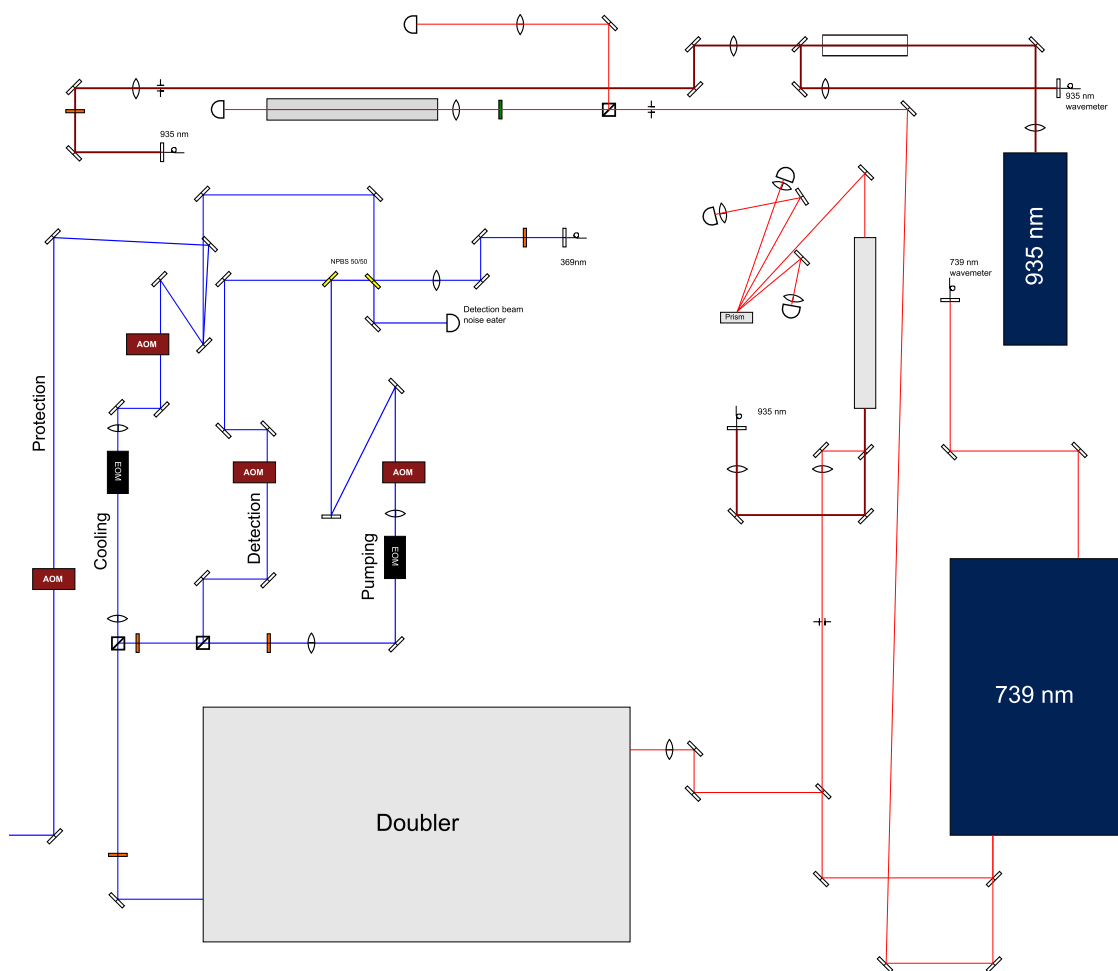 935 nm
wavemeter
935 nm
935 nm
NPBS 50/50
369nm
739 nm
wavemeter
Detection beam
noise eater
Prism
AOM
Protection
935 nm
EOM
AOM
AOM
Cooling
Detection
Pumping
EOM
AOM
739 nm
Doubler